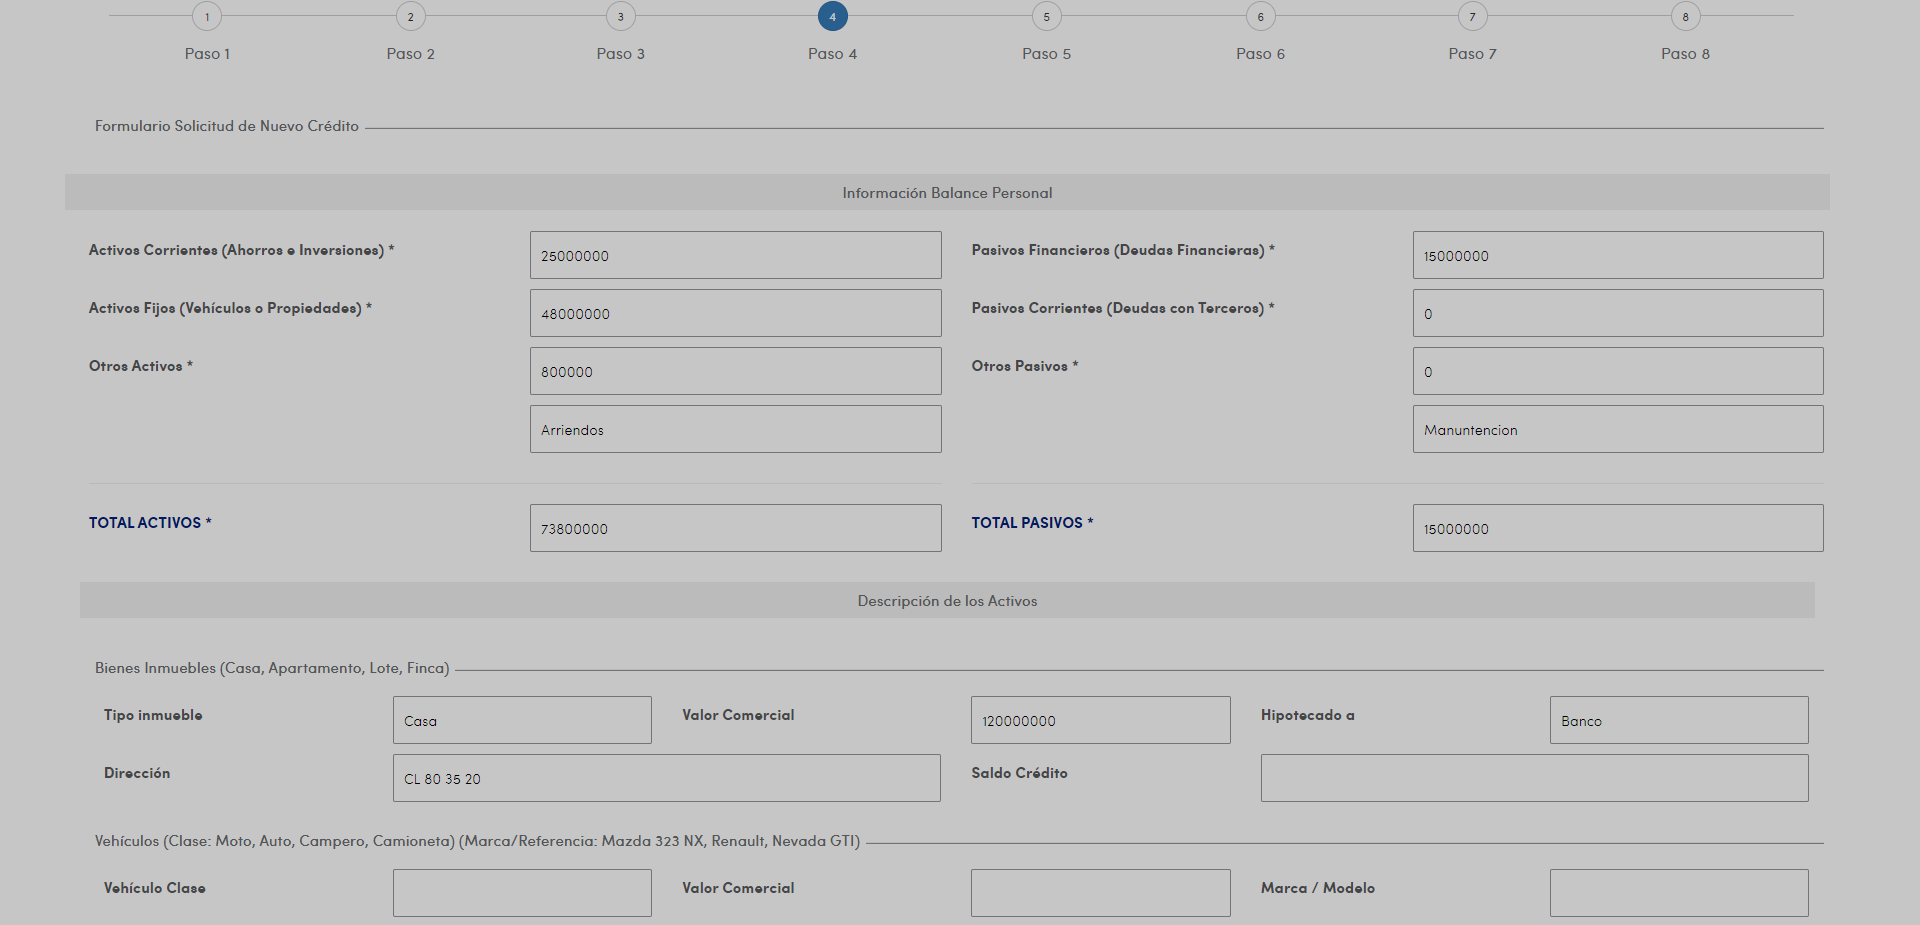 1 2 3 4 5 6 7 8
Paso 1 Paso 2 Paso 3 Paso 4 Paso 5 Paso 6 Paso 7 Paso 8
Formulario Solicitud de Nuevo Crédito
Información Balance Personal
Activos Corrientes (Ahorros e Inversiones) * 25000000 Pasivos Financieros (Deudas Financieras) * 15000000
Activos Fijos (Vehículos o Propiedades) * 48000000 Pasivos Corrientes (Deudas con Terceros) * 0
Otros Activos * 800000 Otros Pasivos * 0
Arriendos Manuntencion
TOTAL ACTIVOS * 73800000 TOTAL PASIVOS * 15000000
Descripción de los Activos
Bienes Inmuebles (Casa, Apartamento, Lote, Finca)
Tipo inmueble Casa Valor Comercial 120000000 Hipotecado a Banco
Dirección CL 80 35 20 Saldo Crédito
Vehículos (Clase: Moto, Auto, Campero, Camioneta) (Marca/Referencia: Mazda 323 NX, Renault, Nevada GTI)
Vehículo Clase Valor Comercial Marca / Modelo